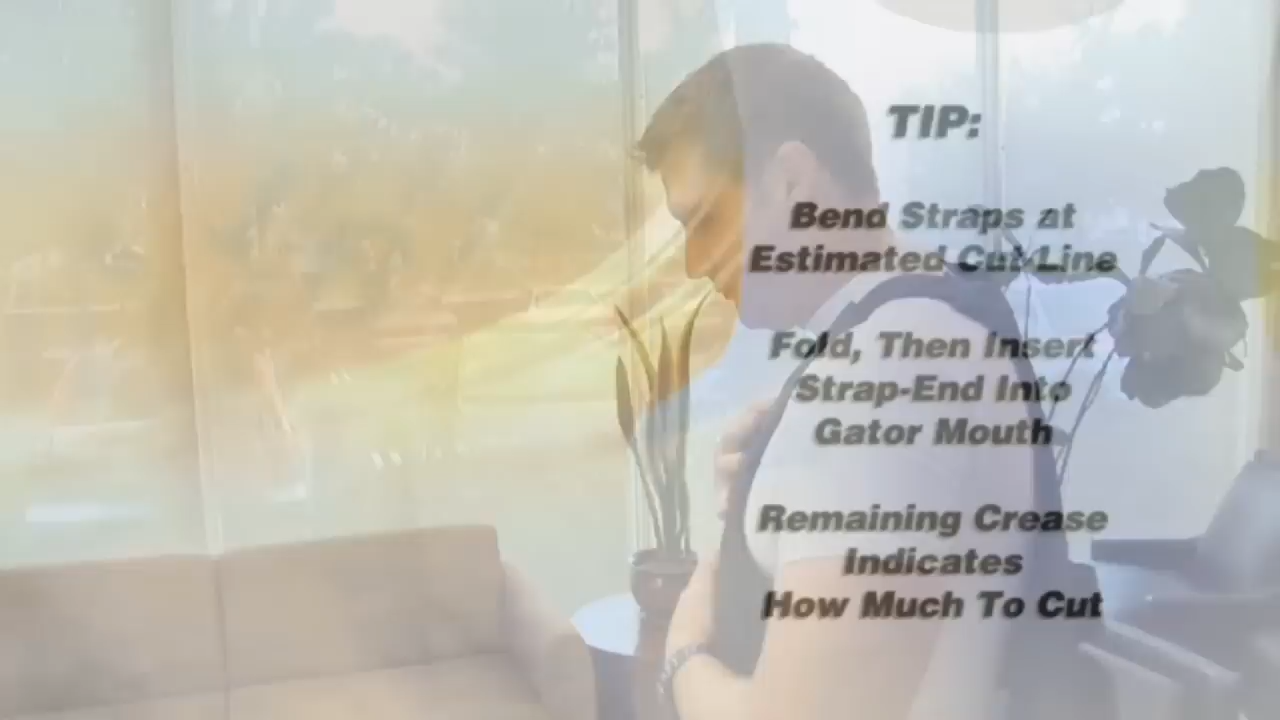 TIP:
Bend Straps at
Estimated Cut Line
Fold, Then Insert
Strap-End Into
Gator Mouth
Remaining Crease
Indicates
How Much To Cut